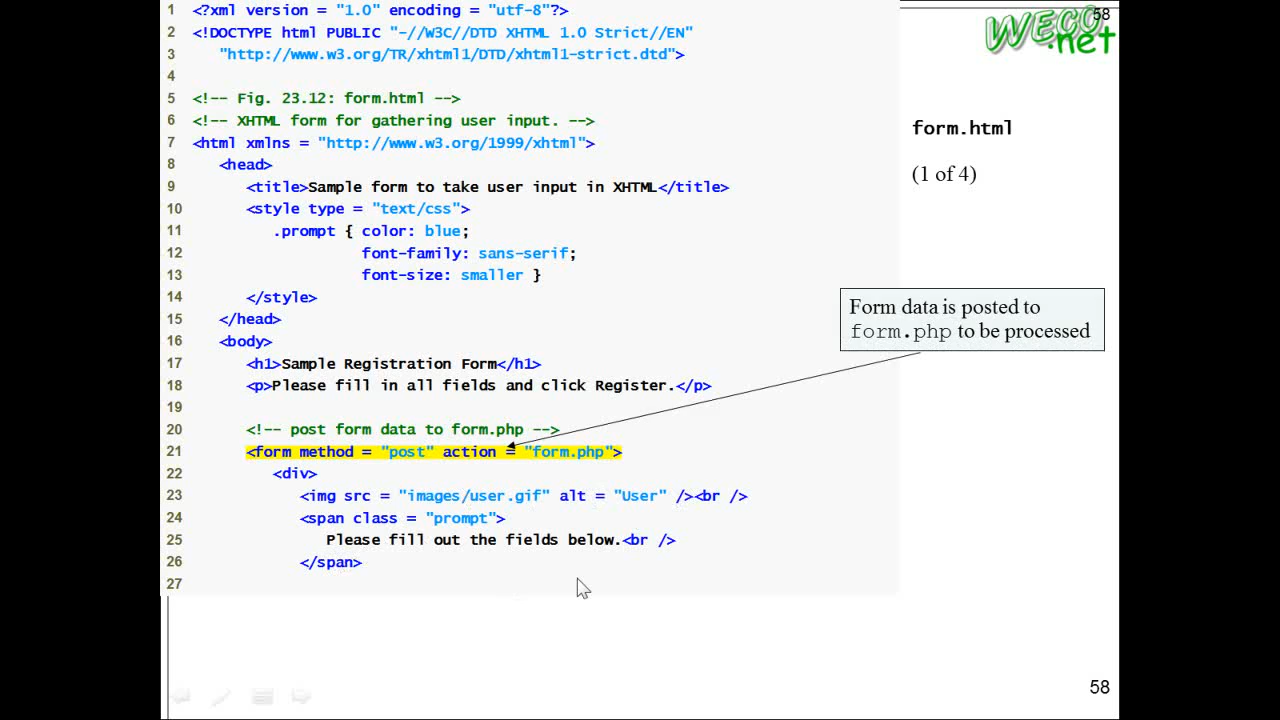 1 <?xml version = "1.0" encoding = "utf-8"?>
2 <!DOCTYPE html PUBLIC "-//W3C//DTD XHTML 1.0 Strict//EN"
3 "http://www.w3.org/TR/xhtml1/DTD/xhtml1-strict.dtd">
4
5 <!-- Fig. 23.12: form.html -->
6 <!-- XHTML form for gathering user input. -->
7 <html xmlns = "http://www.w3.org/1999/xhtml">
8 <head>
9 <title>Sample form to take user input in XHTML</title>
10 <style type = "text/css">
11 .prompt { color: blue;
12 font-family: sans-serif;
13 font-size: smaller }
14 </style>
15 </head>
16 <body>
17 <h1>Sample Registration Form</h1>
18 <p>Please fill in all fields and click Register.</p>
19
20 <!-- post form data to form.php -->
21 <form method = "post" action = "form.php">
22 <div>
23 <img src = "images/user.gif" alt = "User" /><br />
24 <span class = "prompt">
25 Please fill out the fields below.<br />
26 </span>
27
58
WECO
.net
form.html
(1 of 4)
Form data is posted to
form.php to be processed
58